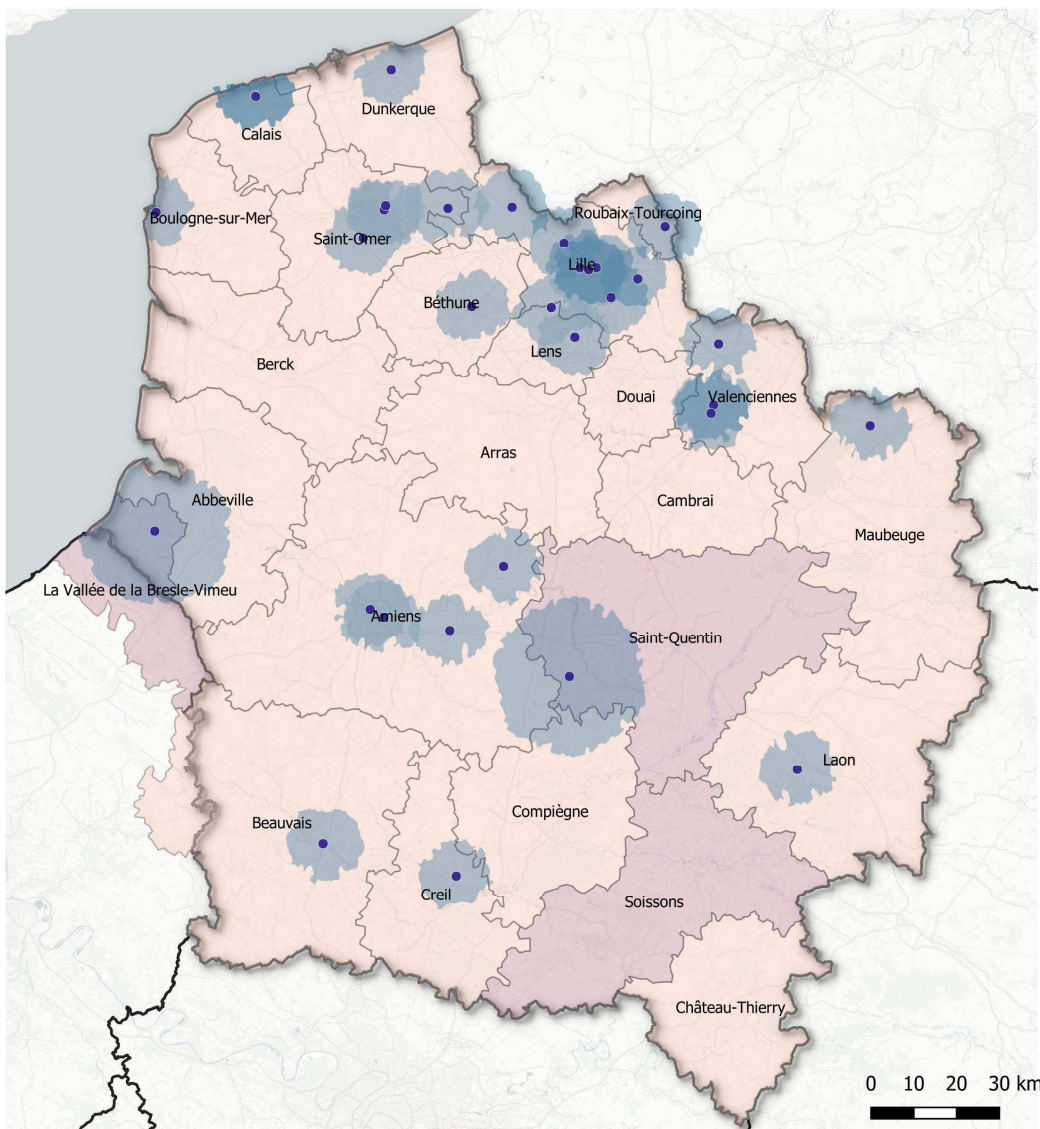 Dunkerque
Calais
Boulogne-sur-Mer
Roubaix-Tourcoing
Saint-Omer
Lille
Béthune
Lens
Berck
Douai
Valenciennes
Arras
Abbeville
Cambrai
Maubeuge
La Vallée de la Bresle-Vimeu
Amiens
Saint-Quentin
Laon
Beauvais
Compiègne
Creil
Soissons
Château-Thierry
0 10 20 30 km